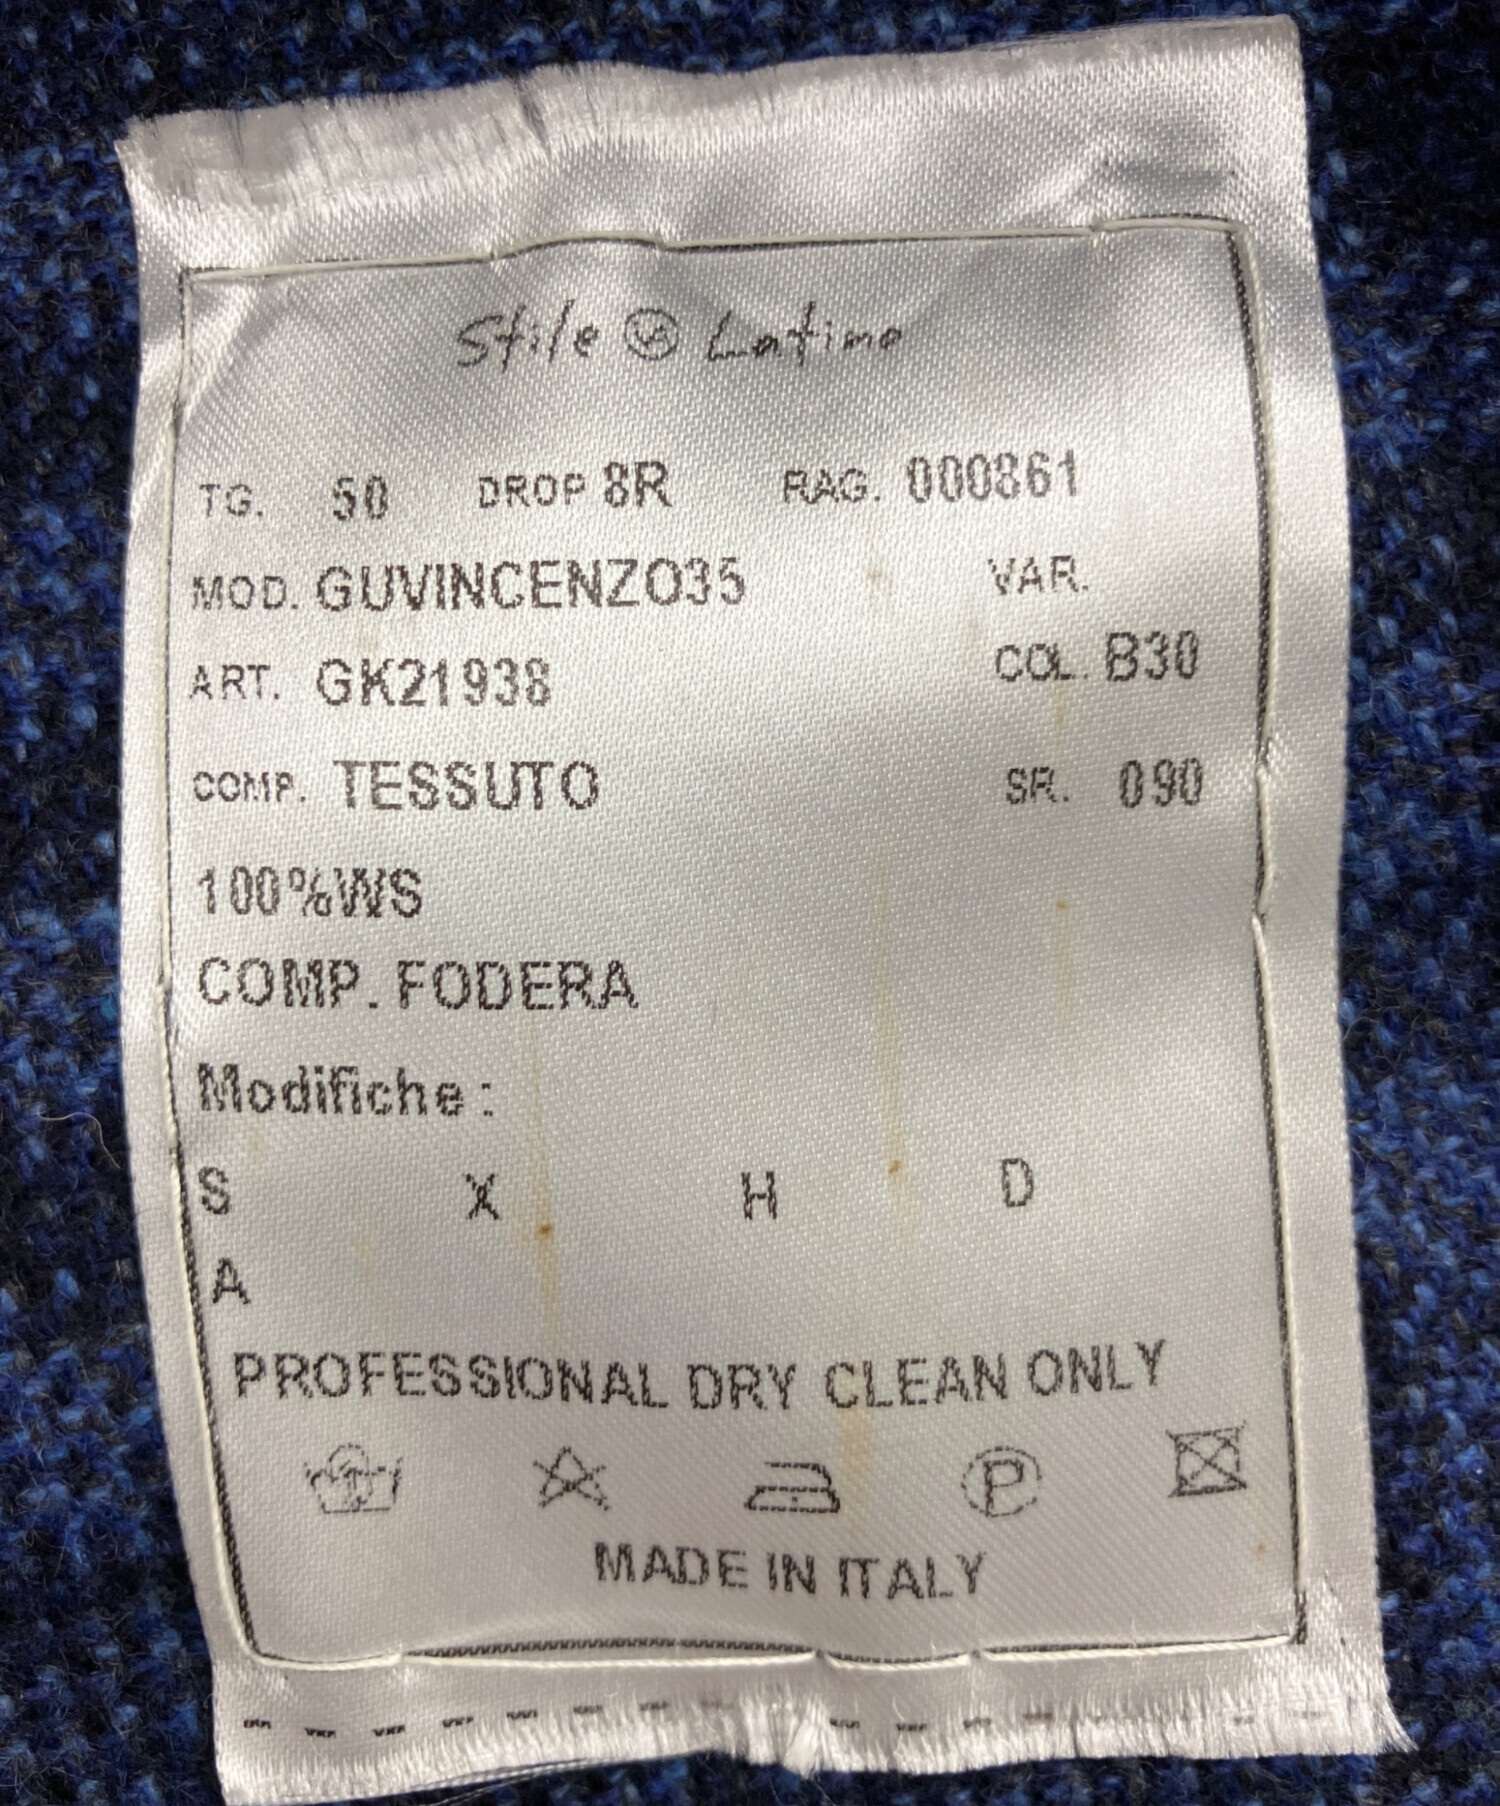 Stile Latino
TG. 50 DROP 8R RAG. 000861
MOD. GUVINCENZO35 VAR.
ART. GK21938 COL. B30
COMP. TESSUTO SR. 090
100%WS
COMP. FODERA
Modifiche:
S X H D
A
PROFESSIONAL DRY CLEAN ONLY
P
MADE IN ITALY